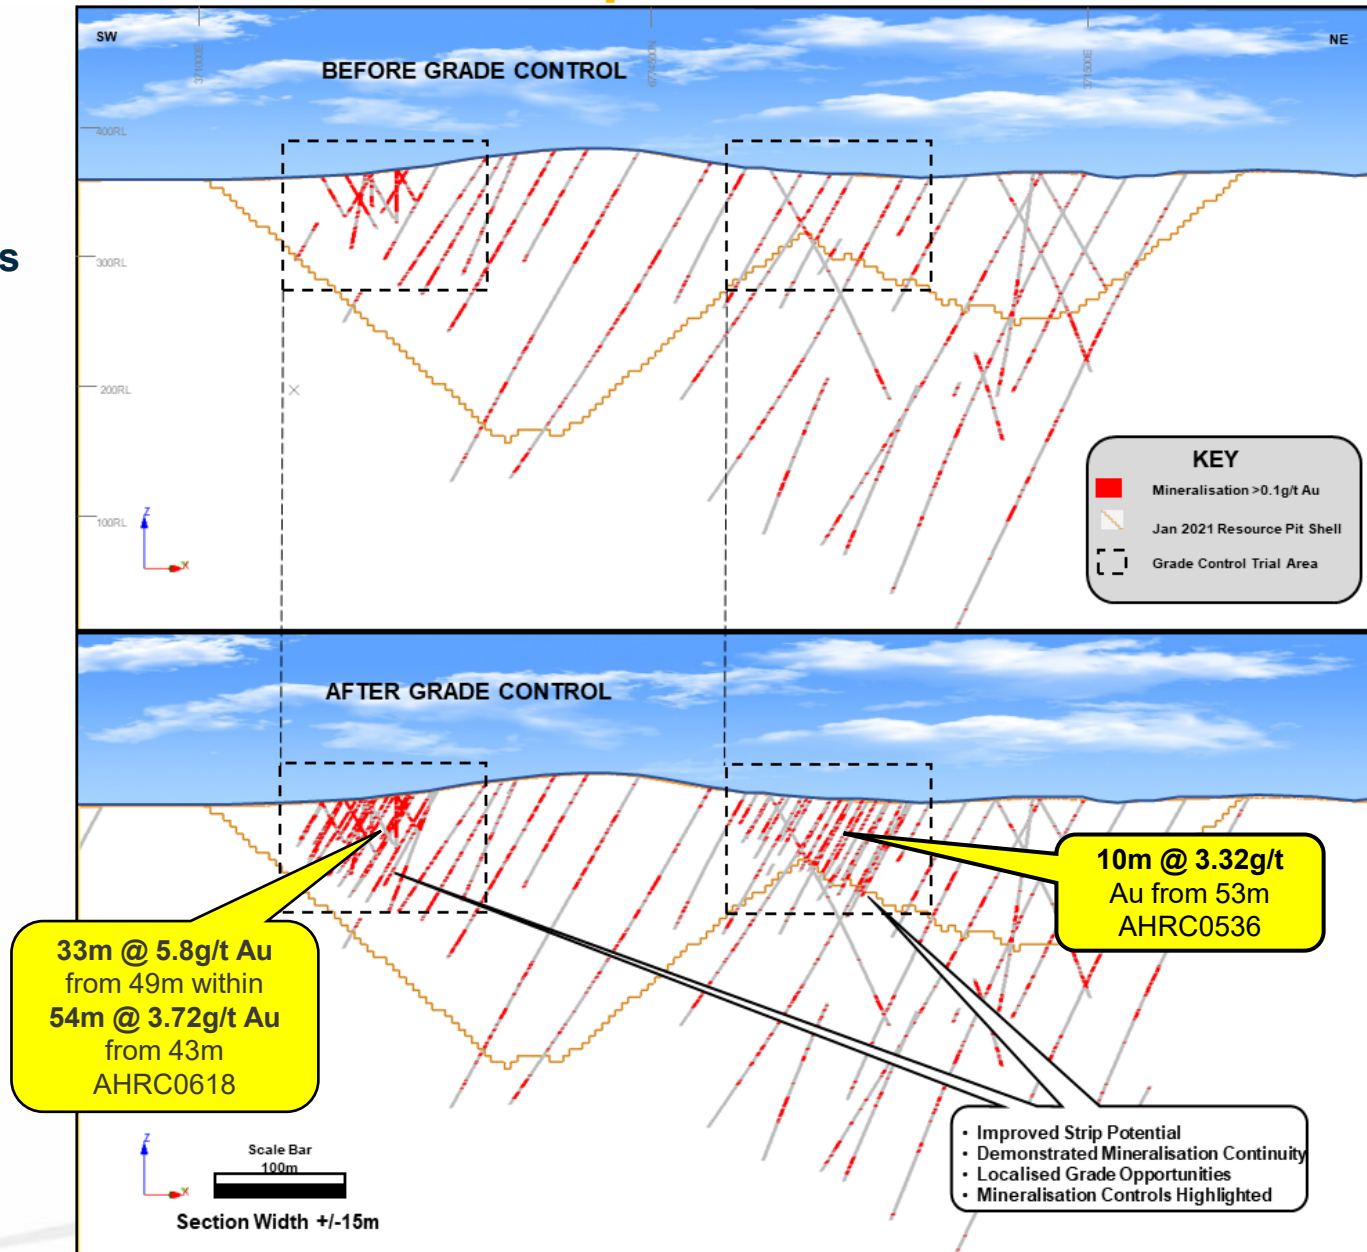 SW
NE
BEFORE GRADE CONTROL
400RL
s
300RL
200RL
KEY
Mineralisation >0.1g/t Au
Jan 2021 Resource Pit Shell
Grade Control Trial Area
100RL
Z
X
AFTER GRADE CONTROL
10m @ 3.32g/t
Au from 53m
AHRC0536
33m @ 5.8g/t Au
from 49m within
54m @ 3.72g/t Au
from 43m
AHRC0618
• Improved Strip Potential
• Demonstrated Mineralisation Continuity
• Localised Grade Opportunities
• Mineralisation Controls Highlighted
Z
X
Scale Bar
100m
Section Width +/-15m